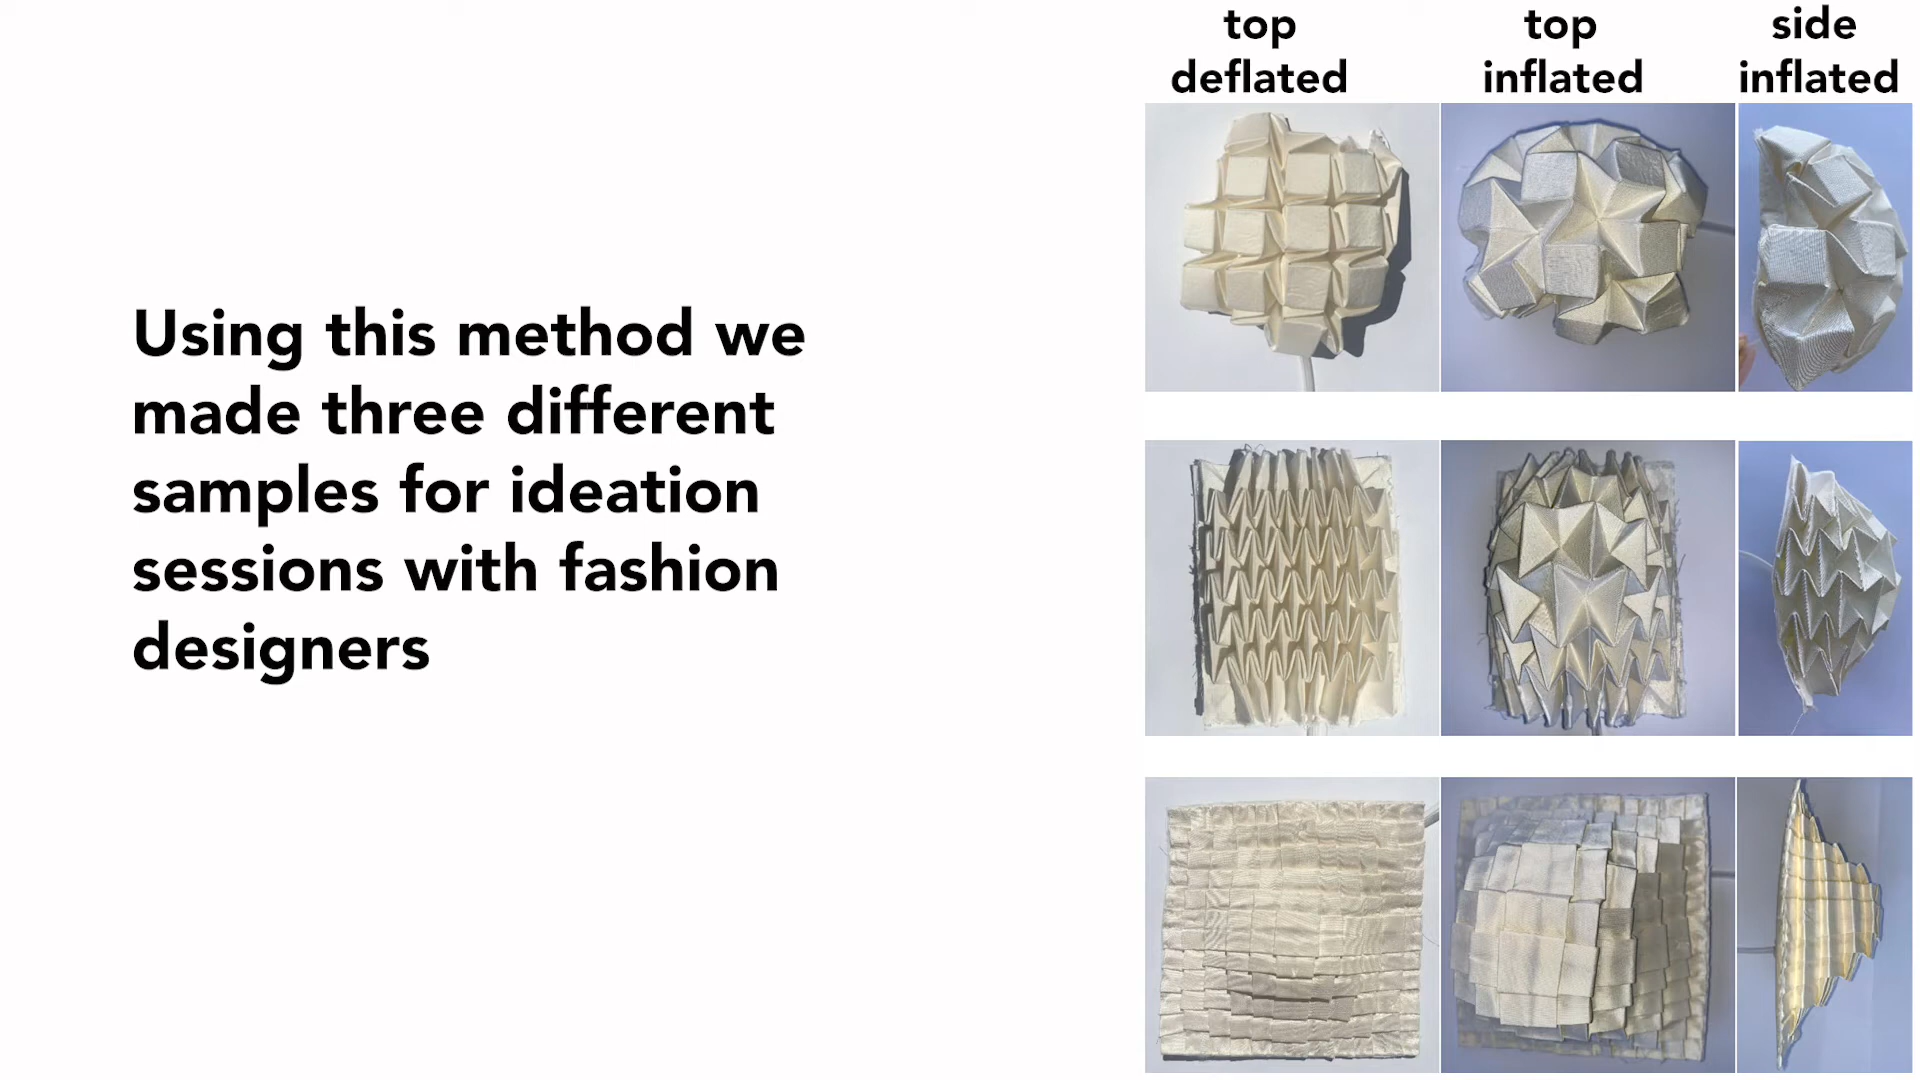 top
deflated
top
inflated
side
inflated
Using this method we
made three different
samples for ideation
sessions with fashion
designers